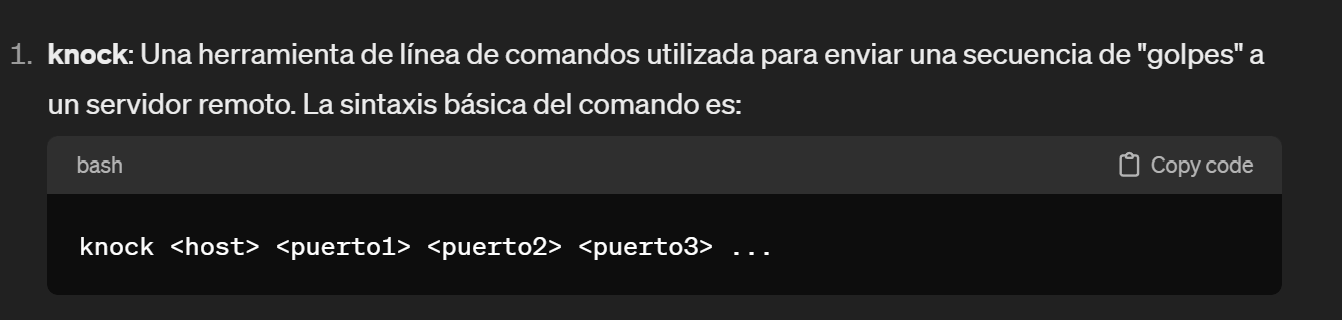 1. knock: Una herramienta de línea de comandos utilizada para enviar una secuencia de "golpes" a
un servidor remoto. La sintaxis básica del comando es:
bash Copy code
knock <host> <puerto1> <puerto2> <puerto3> ...